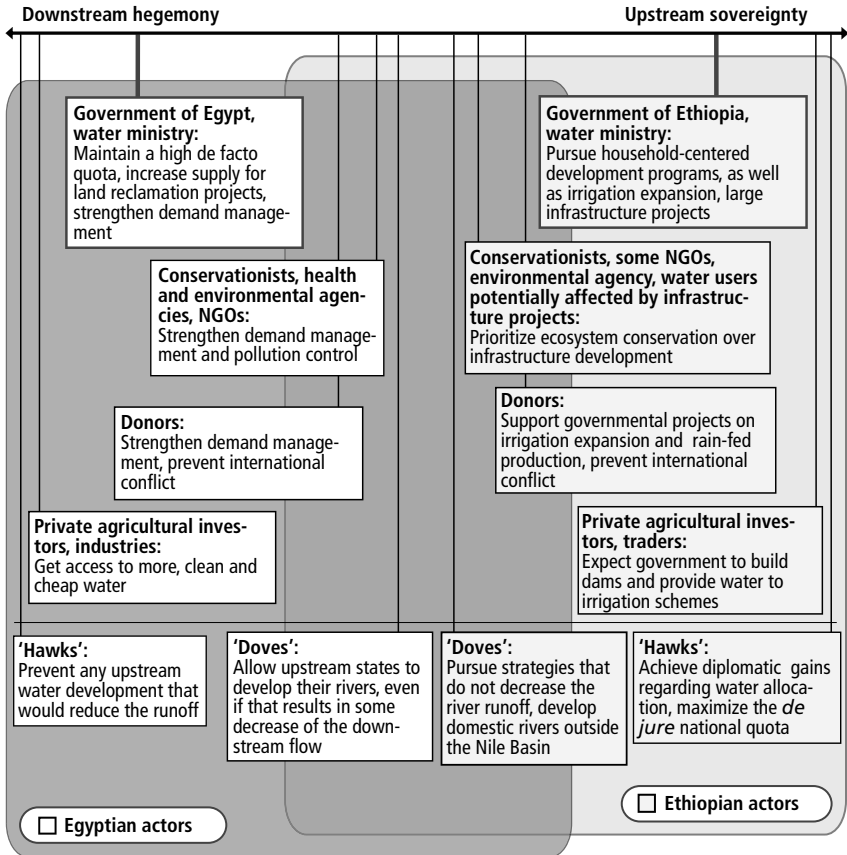 Downstream hegemony
Upstream sovereignty
Government of Egypt,
water ministry:
Maintain a high de facto
quota, increase supply for
land reclamation projects,
strengthen demand manage-
ment
Government of Ethiopia,
water ministry:
Pursue household-centered
development programs, as well
as irrigation expansion, large
infrastructure projects
Conservationists, health
and environmental agen-
cies, NGOs:
Strengthen demand manage-
ment and pollution control
Conservationists, some NGOs,
environmental agency, water users
potentially affected by infrastruc-
ture projects:
Prioritize ecosystem conservation over
infrastructure development
Donors:
Strengthen demand manage-
ment, prevent international
conflict
Donors:
Support governmental projects on
irrigation expansion and rain-fed
production, prevent international
conflict
Private agricultural inves-
tors, industries:
Get access to more, clean and
cheap water
Private agricultural inves-
tors, traders:
Expect government to build
dams and provide water to
irrigation schemes
‘Hawks’:
Prevent any upstream
water development that
would reduce the runoff
‘Doves’:
Allow upstream states to
develop their rivers, even
if that results in some
decrease of the down-
stream flow
‘Doves’:
Pursue strategies that
do not decrease the
river runoff, develop
domestic rivers outside
the Nile Basin
‘Hawks’:
Achieve diplomatic gains
regarding water alloca-
tion, maximize the de
jure national quota
Egyptian actors
Ethiopian actors